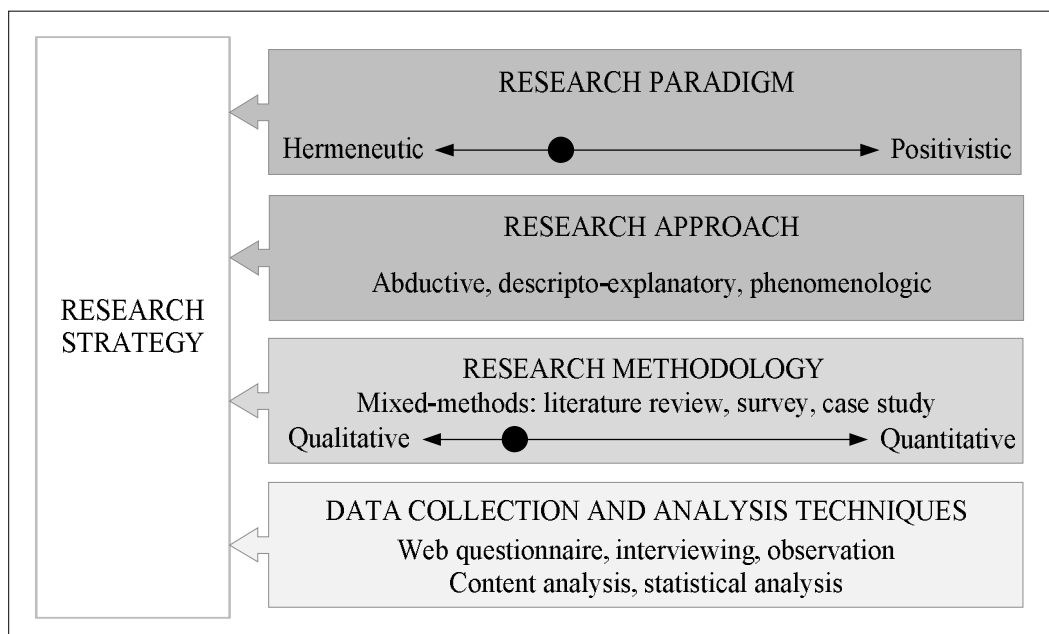 RESEARCH
STRATEGY
RESEARCH PARADIGM
Hermeneutic Positivistic
RESEARCH APPROACH
Abductive, descripto-explanatory, phenomenologic
RESEARCH METHODOLOGY
Mixed-methods: literature review, survey, case study
Qualitative Quantitative
DATA COLLECTION AND ANALYSIS TECHNIQUES
Web questionnaire, interviewing, observation
Content analysis, statistical analysis